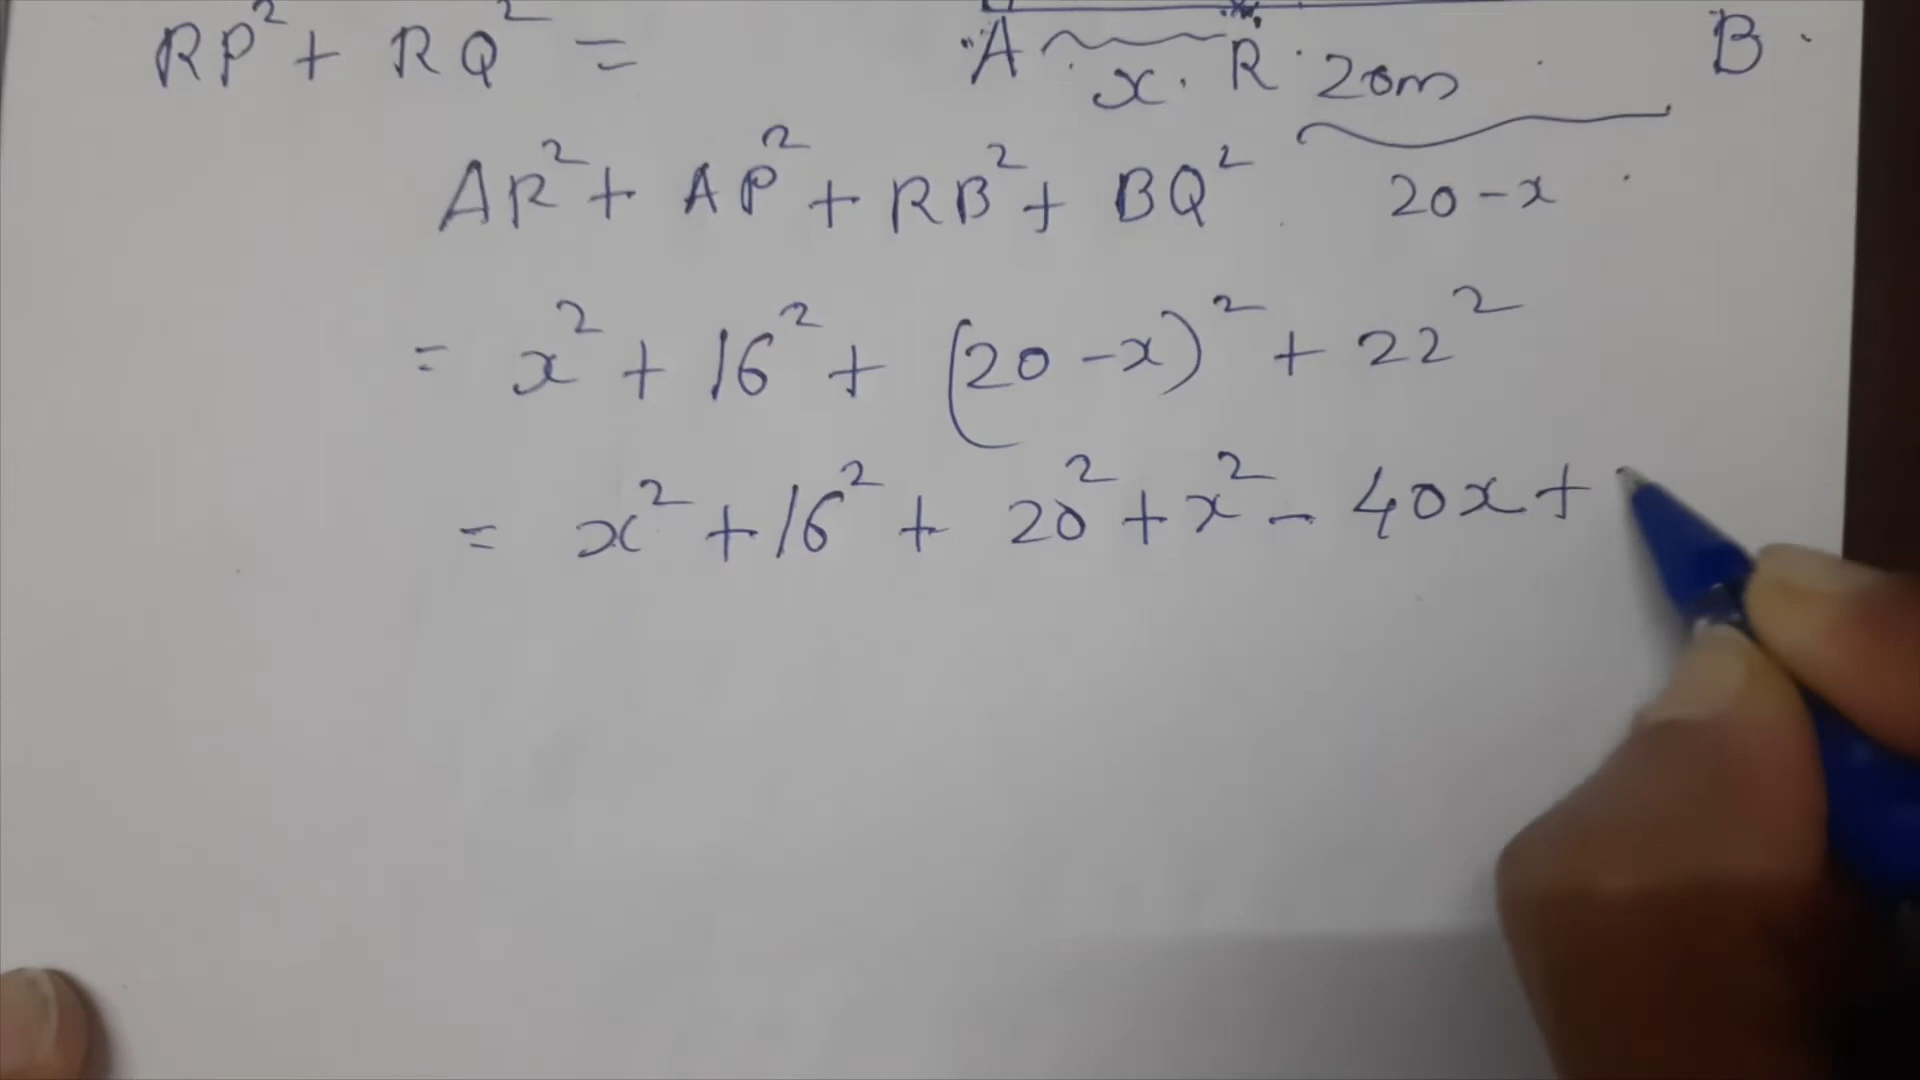 RP² + RQ² =
A x R 20m B
AR² + AP² + RB² + BQ²
20 - x
= x² + 16² + (20 - x)² + 22²
= x² + 16² + 20² + x² - 40x +